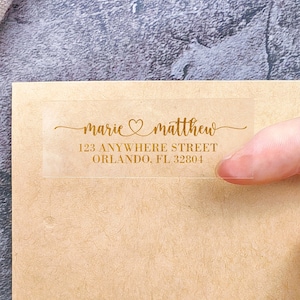 marie ♡ matthew
123 ANYWHERE STREET
ORLANDO, FL 32804